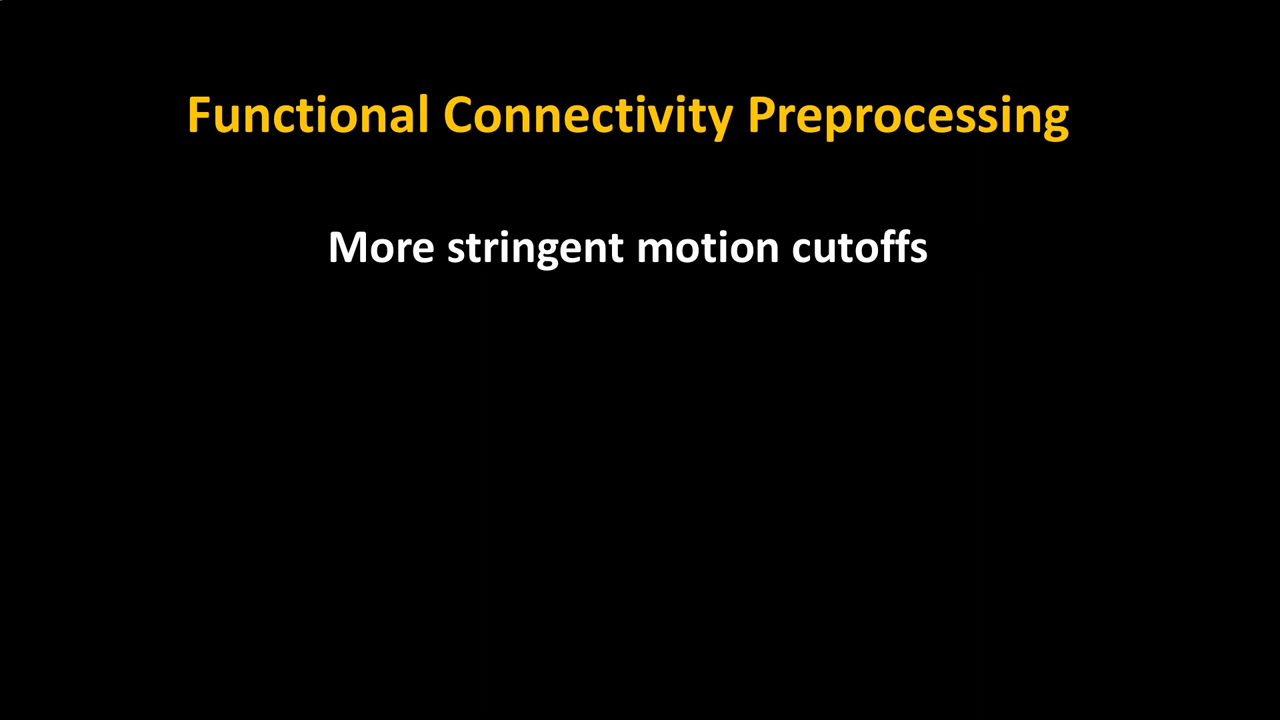 Functional Connectivity Preprocessing
More stringent motion cutoffs